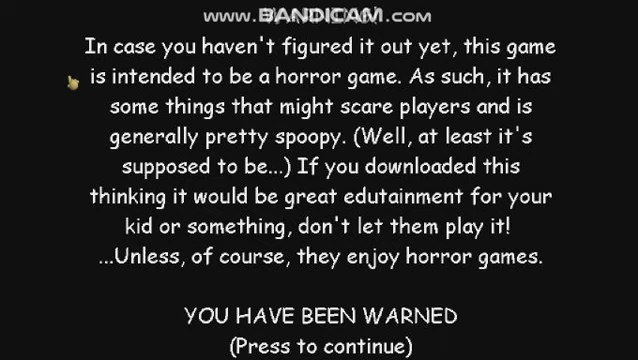 www.BANDICAM.com
In case you haven't figured it out yet, this game
is intended to be a horror game. As such, it has
some things that might scare players and is
generally pretty spoopy. (Well, at least it's
supposed to be...) If you downloaded this
thinking it would be great edutainment for your
kid or something, don't let them play it!
...Unless, of course, they enjoy horror games.
YOU HAVE BEEN WARNED
(Press to continue)